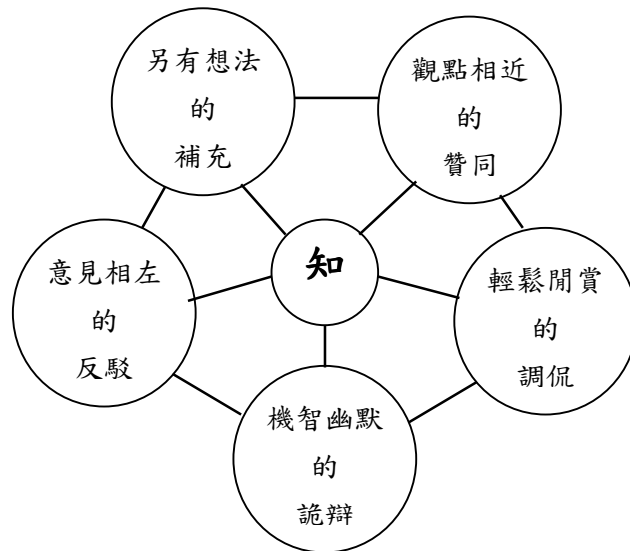 另有想法
的
補充
觀點相近
的
贊同
知
意見相左
的
反駁
輕鬆閒賞
的
調侃
機智幽默
的
詭辯